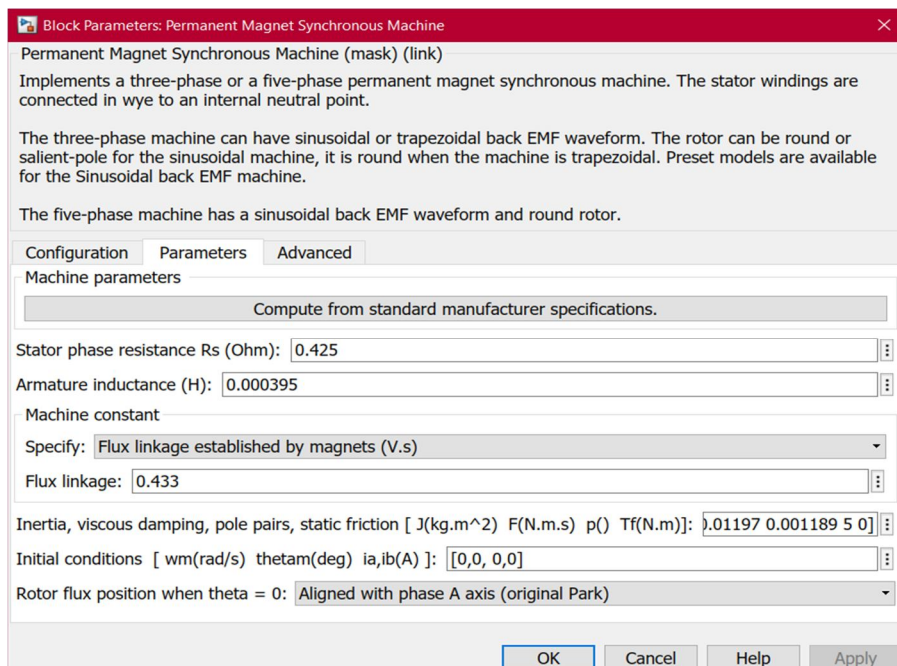 Block Parameters: Permanent Magnet Synchronous Machine
Permanent Magnet Synchronous Machine (mask) (link)
Implements a three-phase or a five-phase permanent magnet synchronous machine. The stator windings are
connected in wye to an internal neutral point.
The three-phase machine can have sinusoidal or trapezoidal back EMF waveform. The rotor can be round or
salient-pole for the sinusoidal machine, it is round when the machine is trapezoidal. Preset models are available
for the Sinusoidal back EMF machine.
The five-phase machine has a sinusoidal back EMF waveform and round rotor.
Configuration Parameters Advanced
Machine parameters
Compute from standard manufacturer specifications.
Stator phase resistance Rs (Ohm): 0.425
Armature inductance (H): 0.000395
Machine constant
Specify: Flux linkage established by magnets (V.s)
Flux linkage: 0.433
Inertia, viscous damping, pole pairs, static friction [ J(kg.m^2) F(N.m.s) p() Tf(N.m)]: 0.01197 0.001189 5 0]
Initial conditions [ wm(rad/s) thetam(deg) ia,ib(A) ]: [0,0, 0,0]
Rotor flux position when theta = 0: Aligned with phase A axis (original Park)
OK Cancel Help Apply